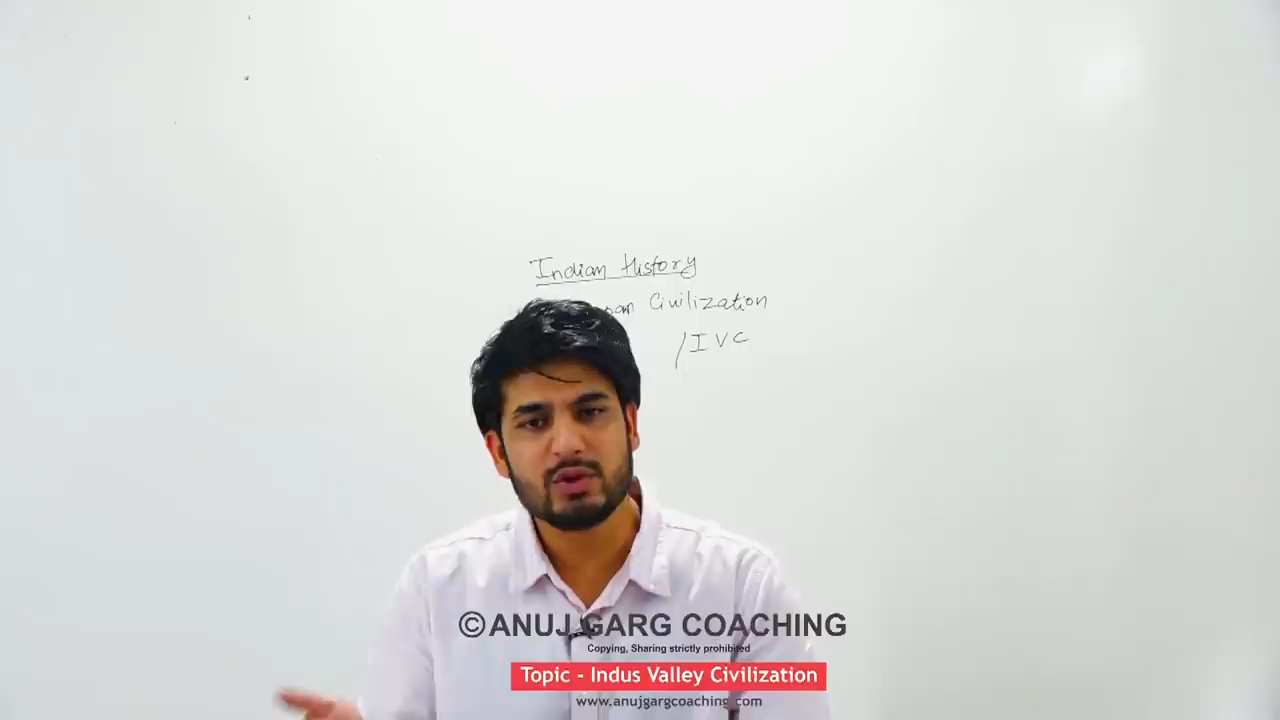 Indian History
Civilization
/IVC
©ANUJ GARG COACHING
Copying, Sharing strictly prohibited
Topic - Indus Valley Civilization
www.anujgargcoaching.com